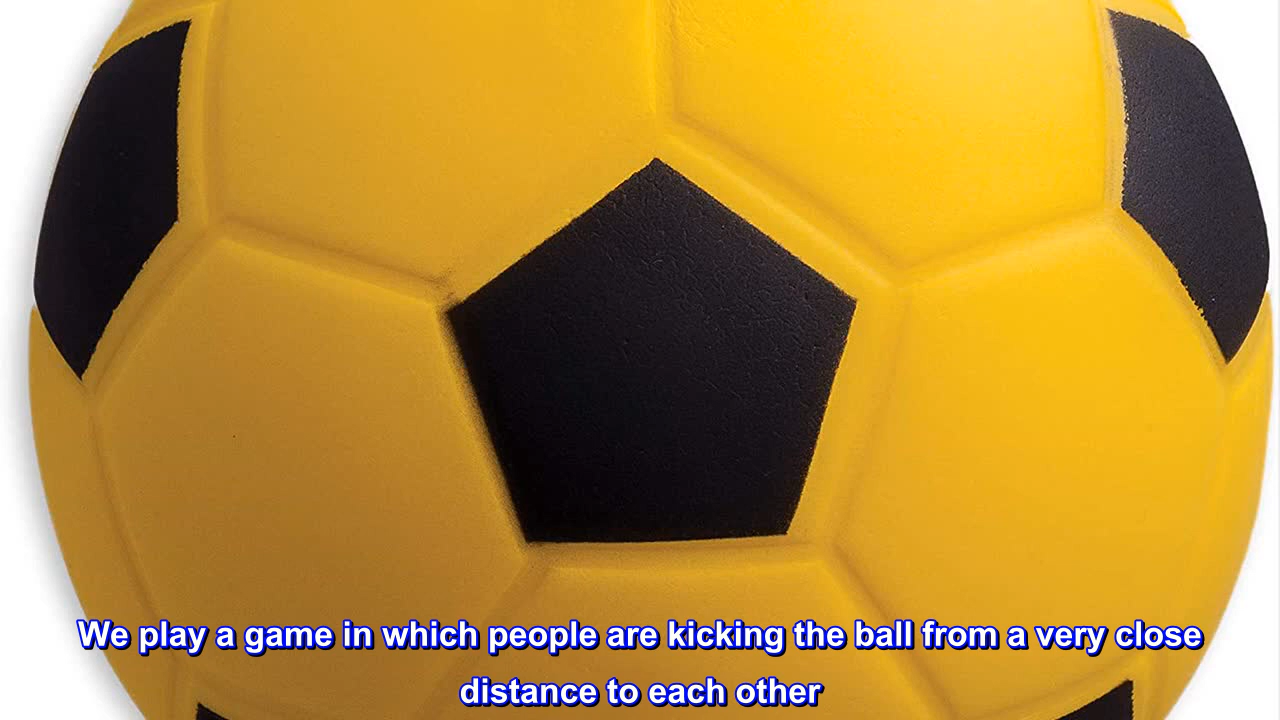 We play a game in which people are kicking the ball from a very close
distance to each other